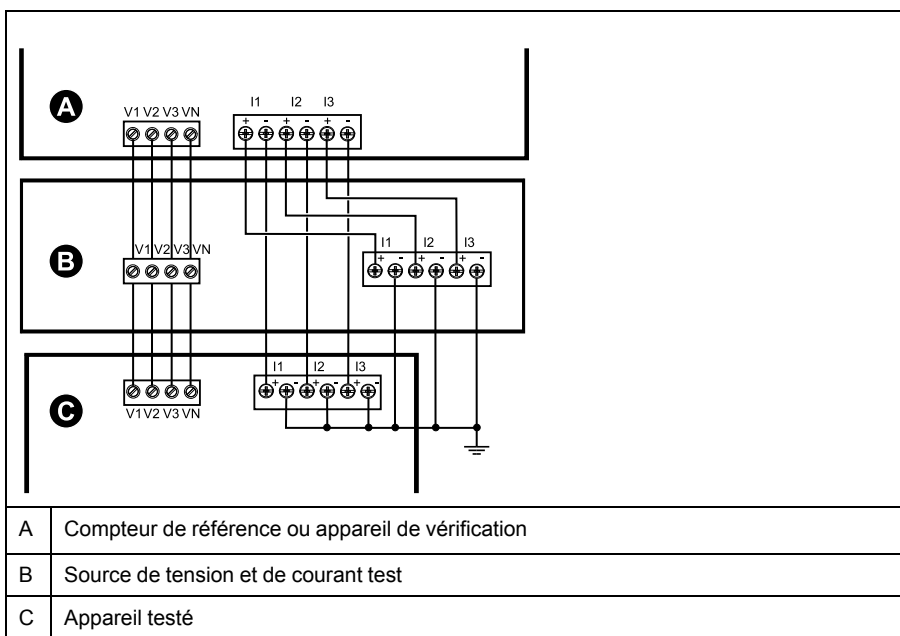 A
V1 V2 V3 VN
I1 I2 I3
+ - + - + -
B
V1 V2 V3 VN
I1 I2 I3
+ - + - + -
C
I1 I2 I3
+ - + - + -
V1 V2 V3 VN
A Compteur de référence ou appareil de vérification
B Source de tension et de courant test
C Appareil testé